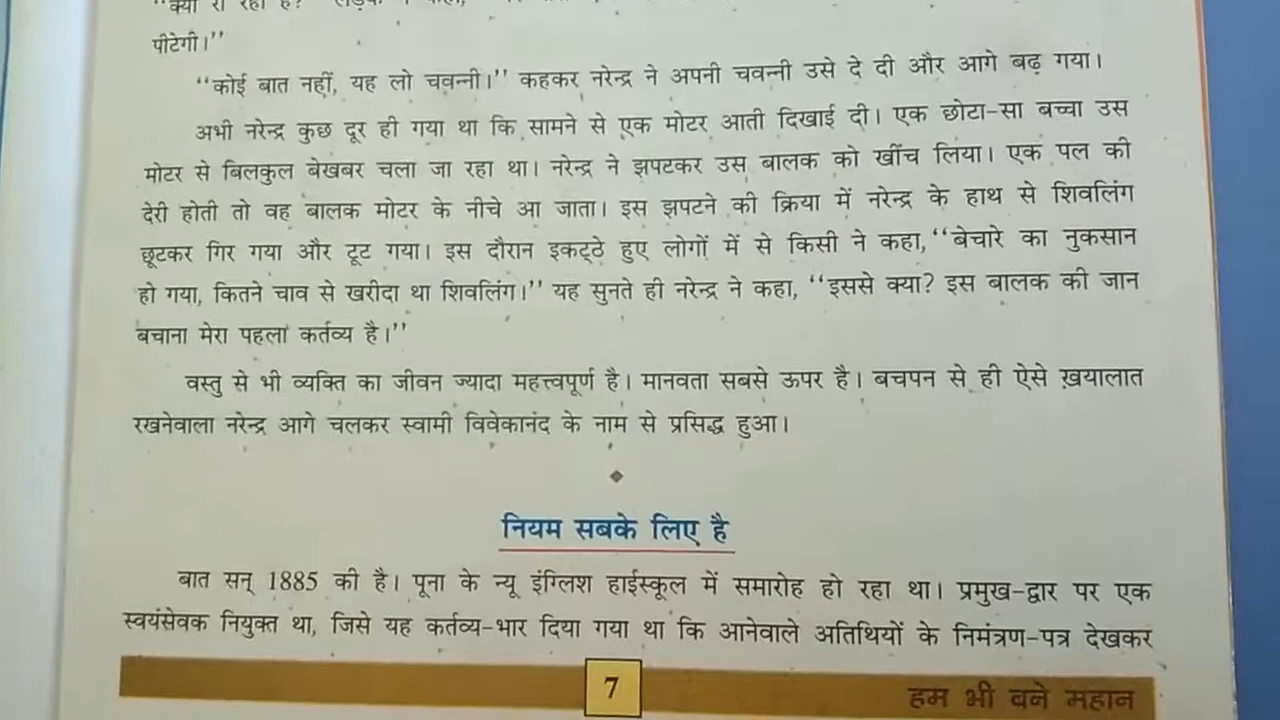 पीटेगी।”
“कोई बात नहीं, यह लो चवन्नी।” कहकर नरेन्द्र ने अपनी चवन्नी उसे दे दी और आगे बढ़ गया।
अभी नरेन्द्र कुछ दूर ही गया था कि सामने से एक मोटर आती दिखाई दी। एक छोटा-सा बच्चा उस
मोटर से बिलकुल बेखबर चला जा रहा था। नरेन्द्र ने झपटकर उस बालक को खींच लिया। एक पल की
देरी होती तो वह बालक मोटर के नीचे आ जाता। इस झपटने की क्रिया में नरेन्द्र के हाथ से शिवलिंग
छूटकर गिर गया और टूट गया। इस दौरान इकट्ठे हुए लोगों में से किसी ने कहा, “बेचारे का नुकसान
हो गया, कितने चाव से खरीदा था शिवलिंग।” यह सुनते ही नरेन्द्र ने कहा, “इससे क्या? इस बालक की जान
बचाना मेरा पहला कर्तव्य है।”
वस्तु से भी व्यक्ति का जीवन ज्यादा महत्त्वपूर्ण है। मानवता सबसे ऊपर है। बचपन से ही ऐसे ख़यालात
रखनेवाला नरेन्द्र आगे चलकर स्वामी विवेकानंद के नाम से प्रसिद्ध हुआ।
नियम सबके लिए है
बात सन् 1885 की है। पूना के न्यू इंग्लिश हाईस्कूल में समारोह हो रहा था। प्रमुख-द्वार पर एक
स्वयंसेवक नियुक्त था, जिसे यह कर्तव्य-भार दिया गया था कि आनेवाले अतिथियों के निमंत्रण-पत्र देखकर
7
हम भी बने महान